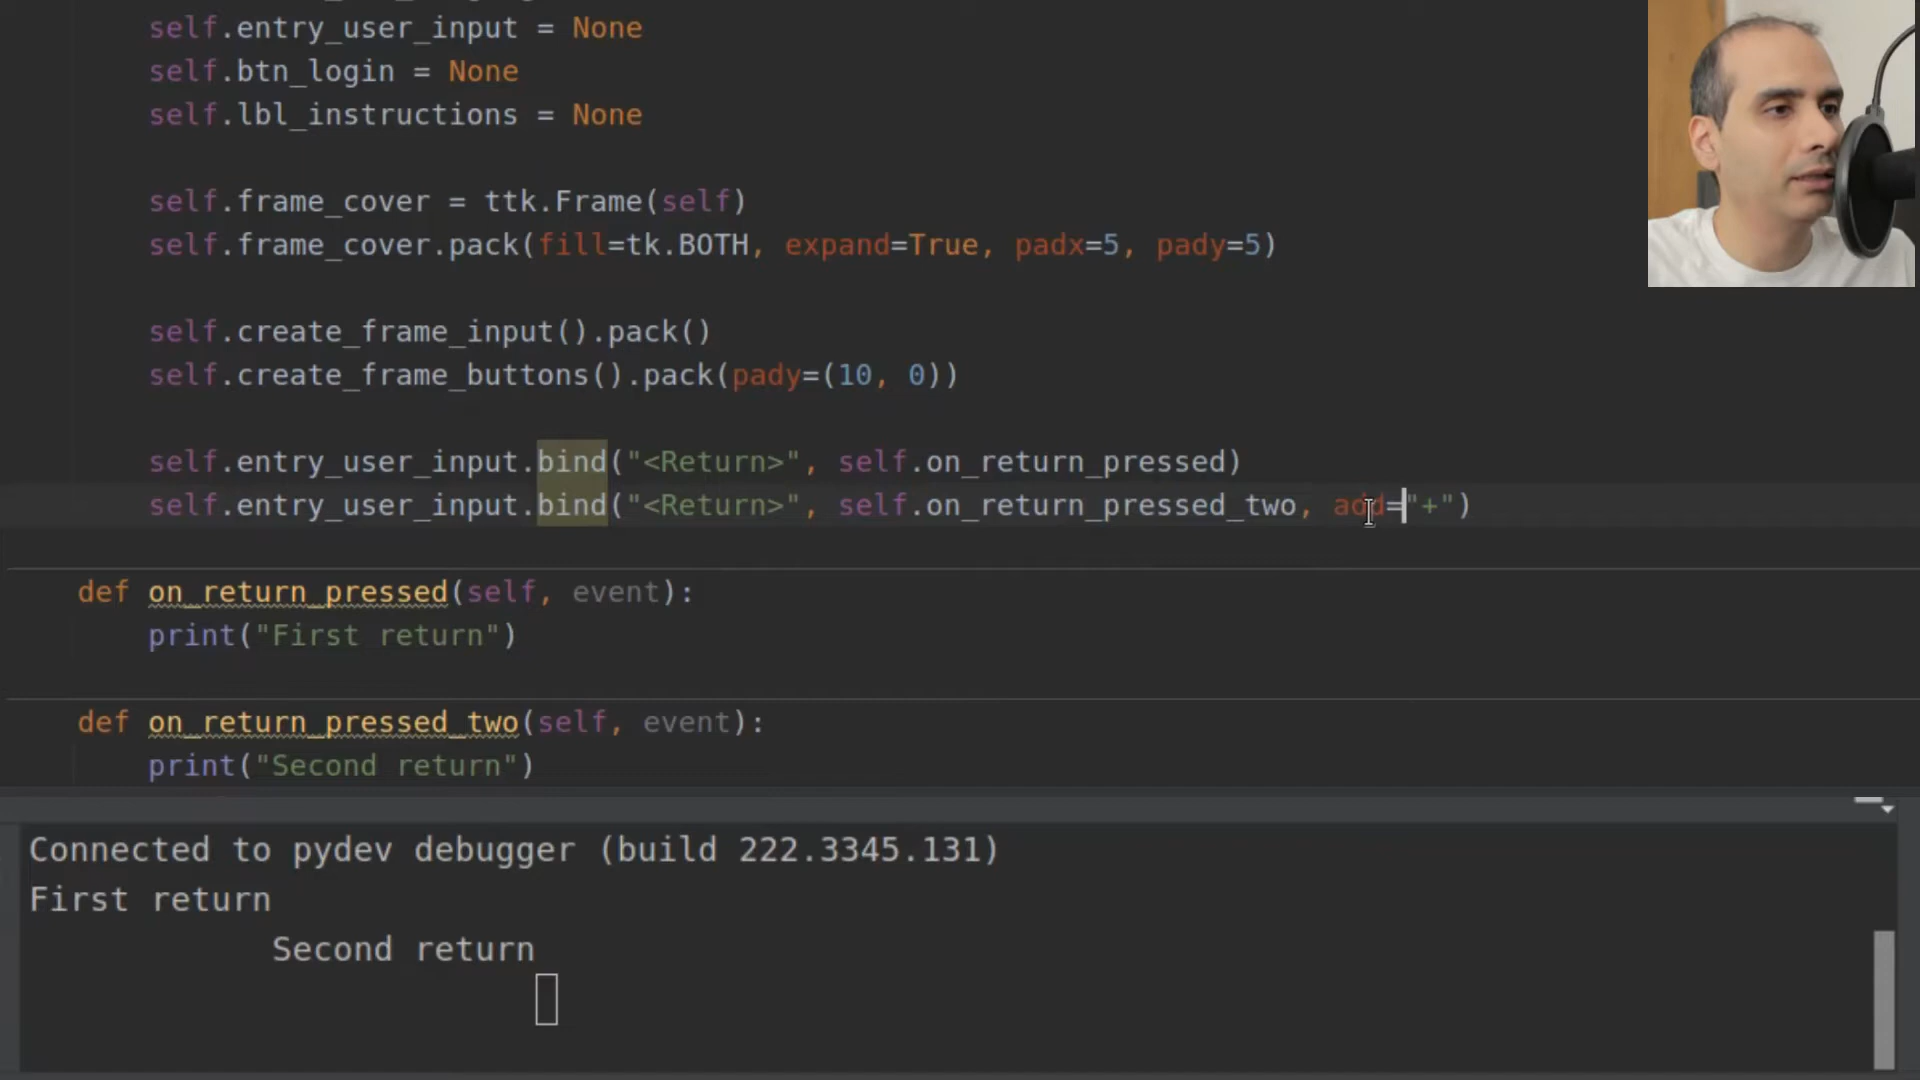 self.entry_user_input = None
self.btn_login = None
self.lbl_instructions = None
self.frame_cover = ttk.Frame(self)
self.frame_cover.pack(fill=tk.BOTH, expand=True, padx=5, pady=5)
self.create_frame_input().pack()
self.create_frame_buttons().pack(pady=(10, 0))
self.entry_user_input.bind("<Return>", self.on_return_pressed)
self.entry_user_input.bind("<Return>", self.on_return_pressed_two, add="+")
def on_return_pressed(self, event):
print("First return")
def on_return_pressed_two(self, event):
print("Second return")
Connected to pydev debugger (build 222.3345.131)
First return
Second return